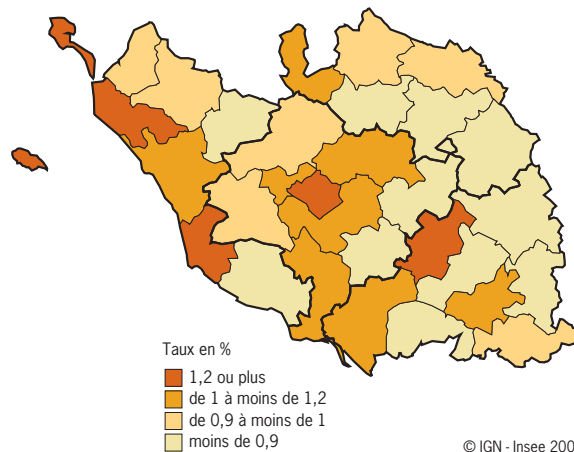 Taux en %
1,2 ou plus
de 1 à moins de 1,2
de 0,9 à moins de 1
moins de 0,9
© IGN - Insee 200